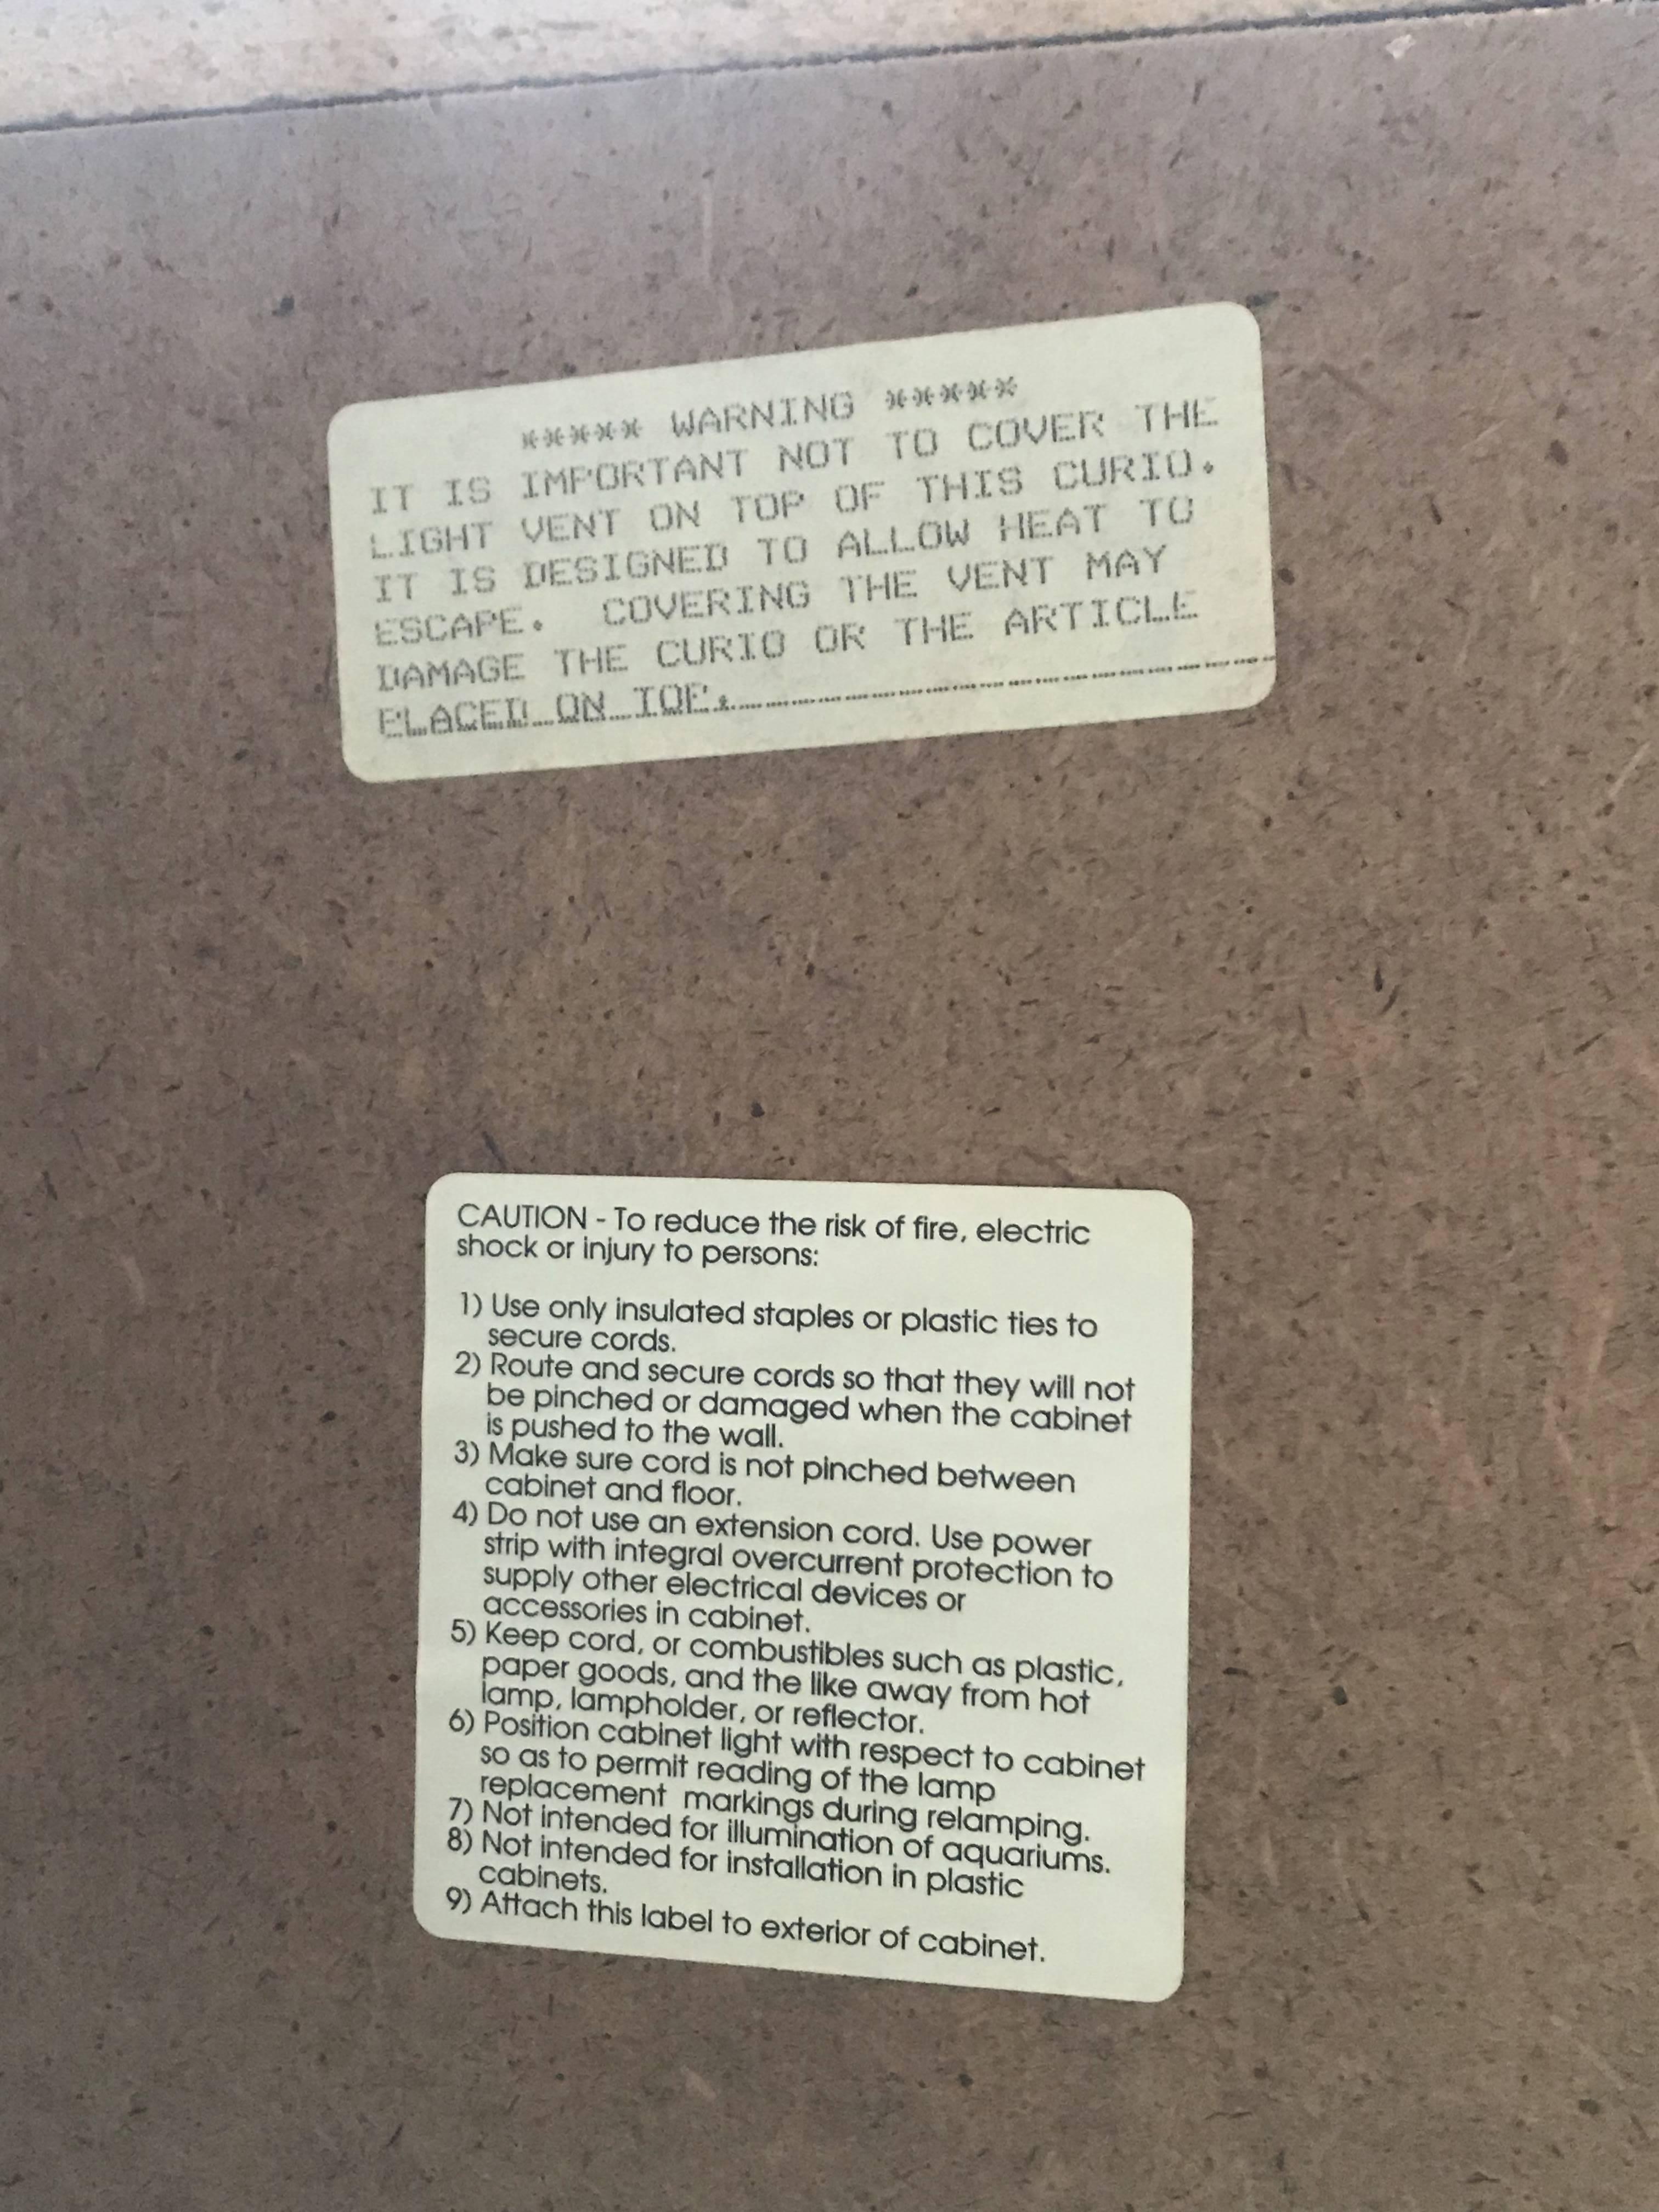 ***** WARNING *****
IT IS IMPORTANT NOT TO COVER THE
LIGHT VENT ON TOP OF THIS CURIO.
IT IS DESIGNED TO ALLOW HEAT TO
ESCAPE. COVERING THE VENT MAY
DAMAGE THE CURIO OR THE ARTICLE
PLACED ON TOP.
CAUTION - To reduce the risk of fire, electric
shock or injury to persons:
1) Use only insulated staples or plastic ties to
secure cords.
2) Route and secure cords so that they will not
be pinched or damaged when the cabinet
is pushed to the wall.
3) Make sure cord is not pinched between
cabinet and floor.
4) Do not use an extension cord. Use power
strip with integral overcurrent protection to
supply other electrical devices or
accessories in cabinet.
5) Keep cord, or combustibles such as plastic,
paper goods, and the like away from hot
lamp, lampholder, or reflector.
6) Position cabinet light with respect to cabinet
so as to permit reading of the lamp
replacement markings during relamping.
7) Not intended for illumination of aquariums.
8) Not intended for installation in plastic
cabinets.
9) Attach this label to exterior of cabinet.